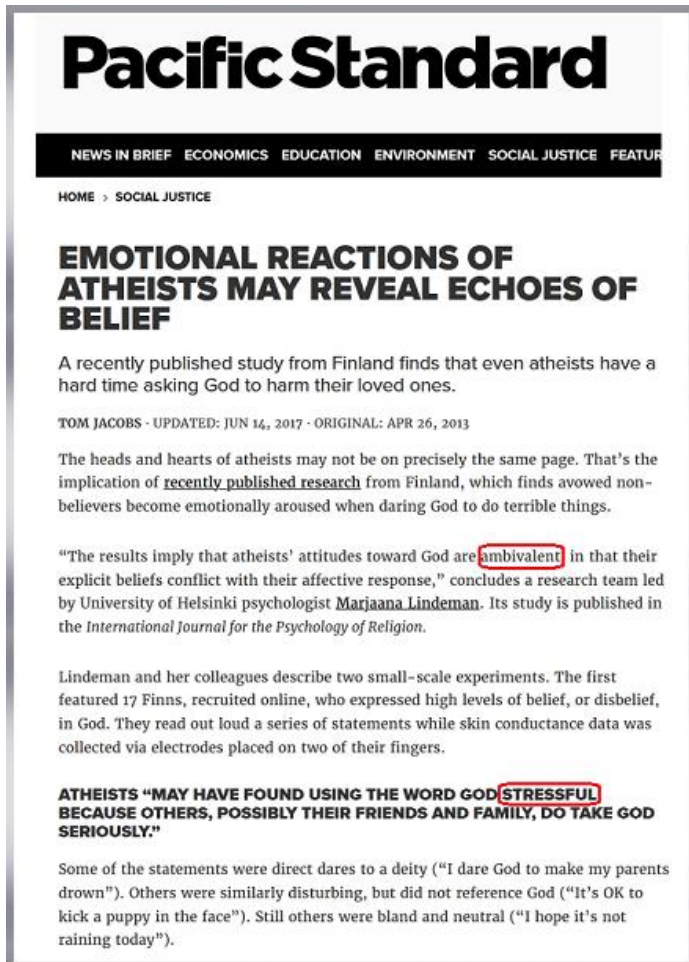 Pacific Standard
NEWS IN BRIEF ECONOMICS EDUCATION ENVIRONMENT SOCIAL JUSTICE FEATUR
HOME > SOCIAL JUSTICE
EMOTIONAL REACTIONS OF
ATHEISTS MAY REVEAL ECHOES OF
BELIEF
A recently published study from Finland finds that even atheists have a
hard time asking God to harm their loved ones.
TOM JACOBS · UPDATED: JUN 14, 2017 · ORIGINAL: APR 26, 2013
The heads and hearts of atheists may not be on precisely the same page. That's the
implication of recently published research from Finland, which finds avowed non-
believers become emotionally aroused when daring God to do terrible things.
“The results imply that atheists' attitudes toward God are ambivalent, in that their
explicit beliefs conflict with their affective response,” concludes a research team led
by University of Helsinki psychologist Marjaana Lindeman. Its study is published in
the International Journal for the Psychology of Religion.
Lindeman and her colleagues describe two small-scale experiments. The first
featured 17 Finns, recruited online, who expressed high levels of belief, or disbelief,
in God. They read out loud a series of statements while skin conductance data was
collected via electrodes placed on two of their fingers.
ATHEISTS “MAY HAVE FOUND USING THE WORD GOD STRESSFUL
BECAUSE OTHERS, POSSIBLY THEIR FRIENDS AND FAMILY, DO TAKE GOD
SERIOUSLY.”
Some of the statements were direct dares to a deity (“I dare God to make my parents
drown”). Others were similarly disturbing, but did not reference God (“It's OK to
kick a puppy in the face”). Still others were bland and neutral (“I hope it's not
raining today”).